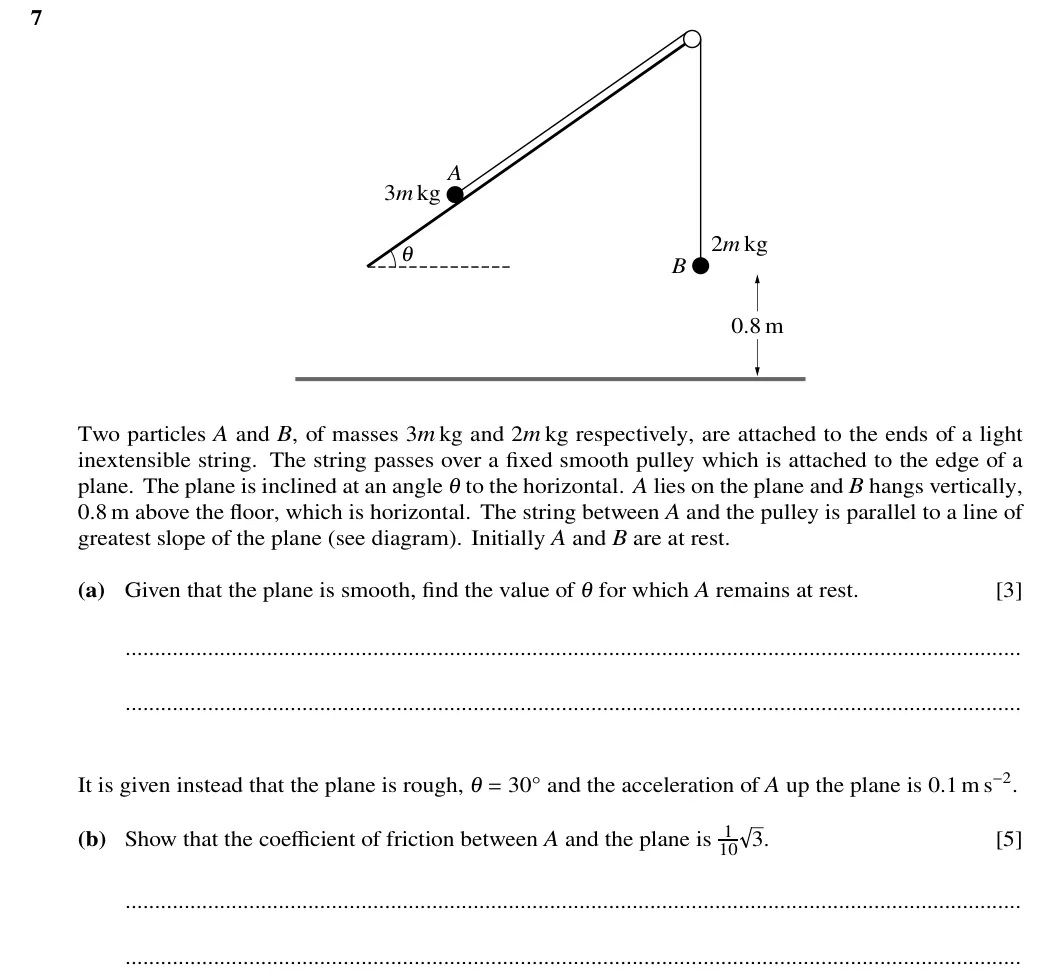 7
A
3m kg
θ
2m kg
B
0.8 m
Two particles A and B, of masses 3m kg and 2m kg respectively, are attached to the ends of a light
inextensible string. The string passes over a fixed smooth pulley which is attached to the edge of a
plane. The plane is inclined at an angle θ to the horizontal. A lies on the plane and B hangs vertically,
0.8 m above the floor, which is horizontal. The string between A and the pulley is parallel to a line of
greatest slope of the plane (see diagram). Initially A and B are at rest.
(a) Given that the plane is smooth, find the value of θ for which A remains at rest. [3]
It is given instead that the plane is rough, θ = 30° and the acceleration of A up the plane is 0.1 m s⁻².
(b) Show that the coefficient of friction between A and the plane is 1/10√3. [5]